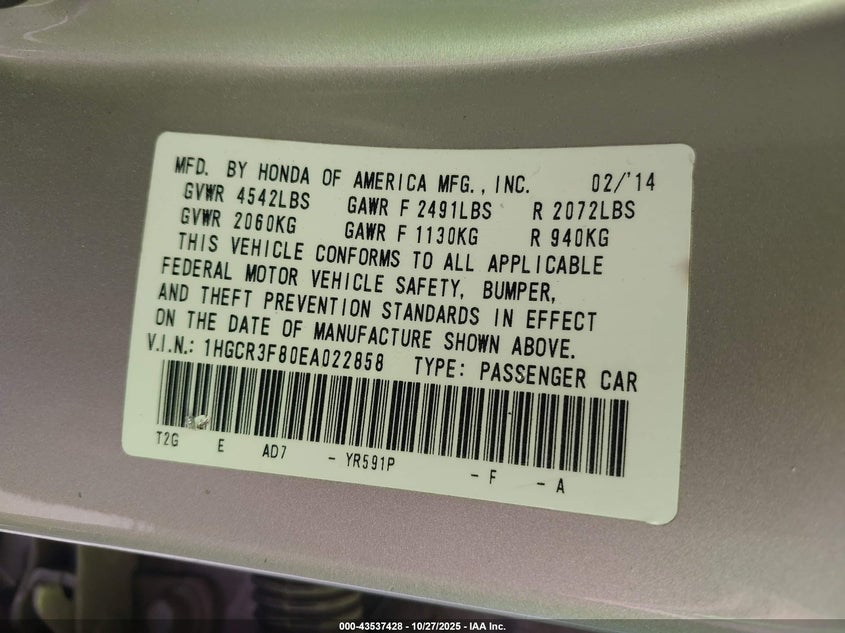 MFD. BY HONDA OF AMERICA MFG., INC. 02/'14
GVWR 4542LBS GAWR F 2491LBS R 2072LBS
GVWR 2060KG GAWR F 1130KG R 940KG
THIS VEHICLE CONFORMS TO ALL APPLICABLE
FEDERAL MOTOR VEHICLE SAFETY, BUMPER,
AND THEFT PREVENTION STANDARDS IN EFFECT
ON THE DATE OF MANUFACTURE SHOWN ABOVE.
V.I.N.: 1HGCR3F80EA022858 TYPE: PASSENGER CAR
T2G E AD7 - YR591P - F - A
000-43537428 - 10/27/2025 - IAA Inc.